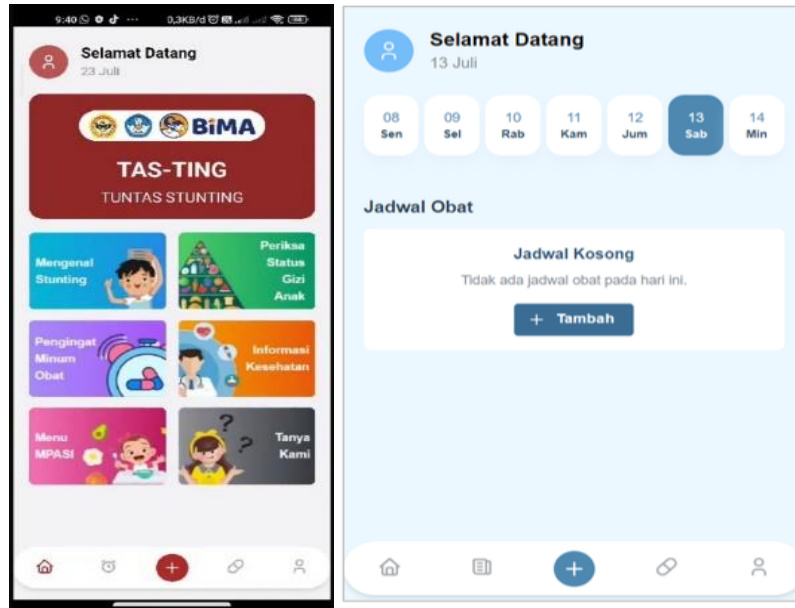 9:40
0,3KB/d
Selamat Datang
23 Juli
BiMA
TAS-TING
TUNTAS STUNTING
Mengenal
Stunting
Periksa
Status
Gizi
Anak
Pengingat
Minum
Obat
Informasi
Kesehatan
Menu
MPASI
Tanya
Kami
Selamat Datang
13 Juli
08 09 10 11 12 13 14
Sen Sel Rab Kam Jum Sab Min
Jadwal Obat
Jadwal Kosong
Tidak ada jadwal obat pada hari ini.
+ Tambah